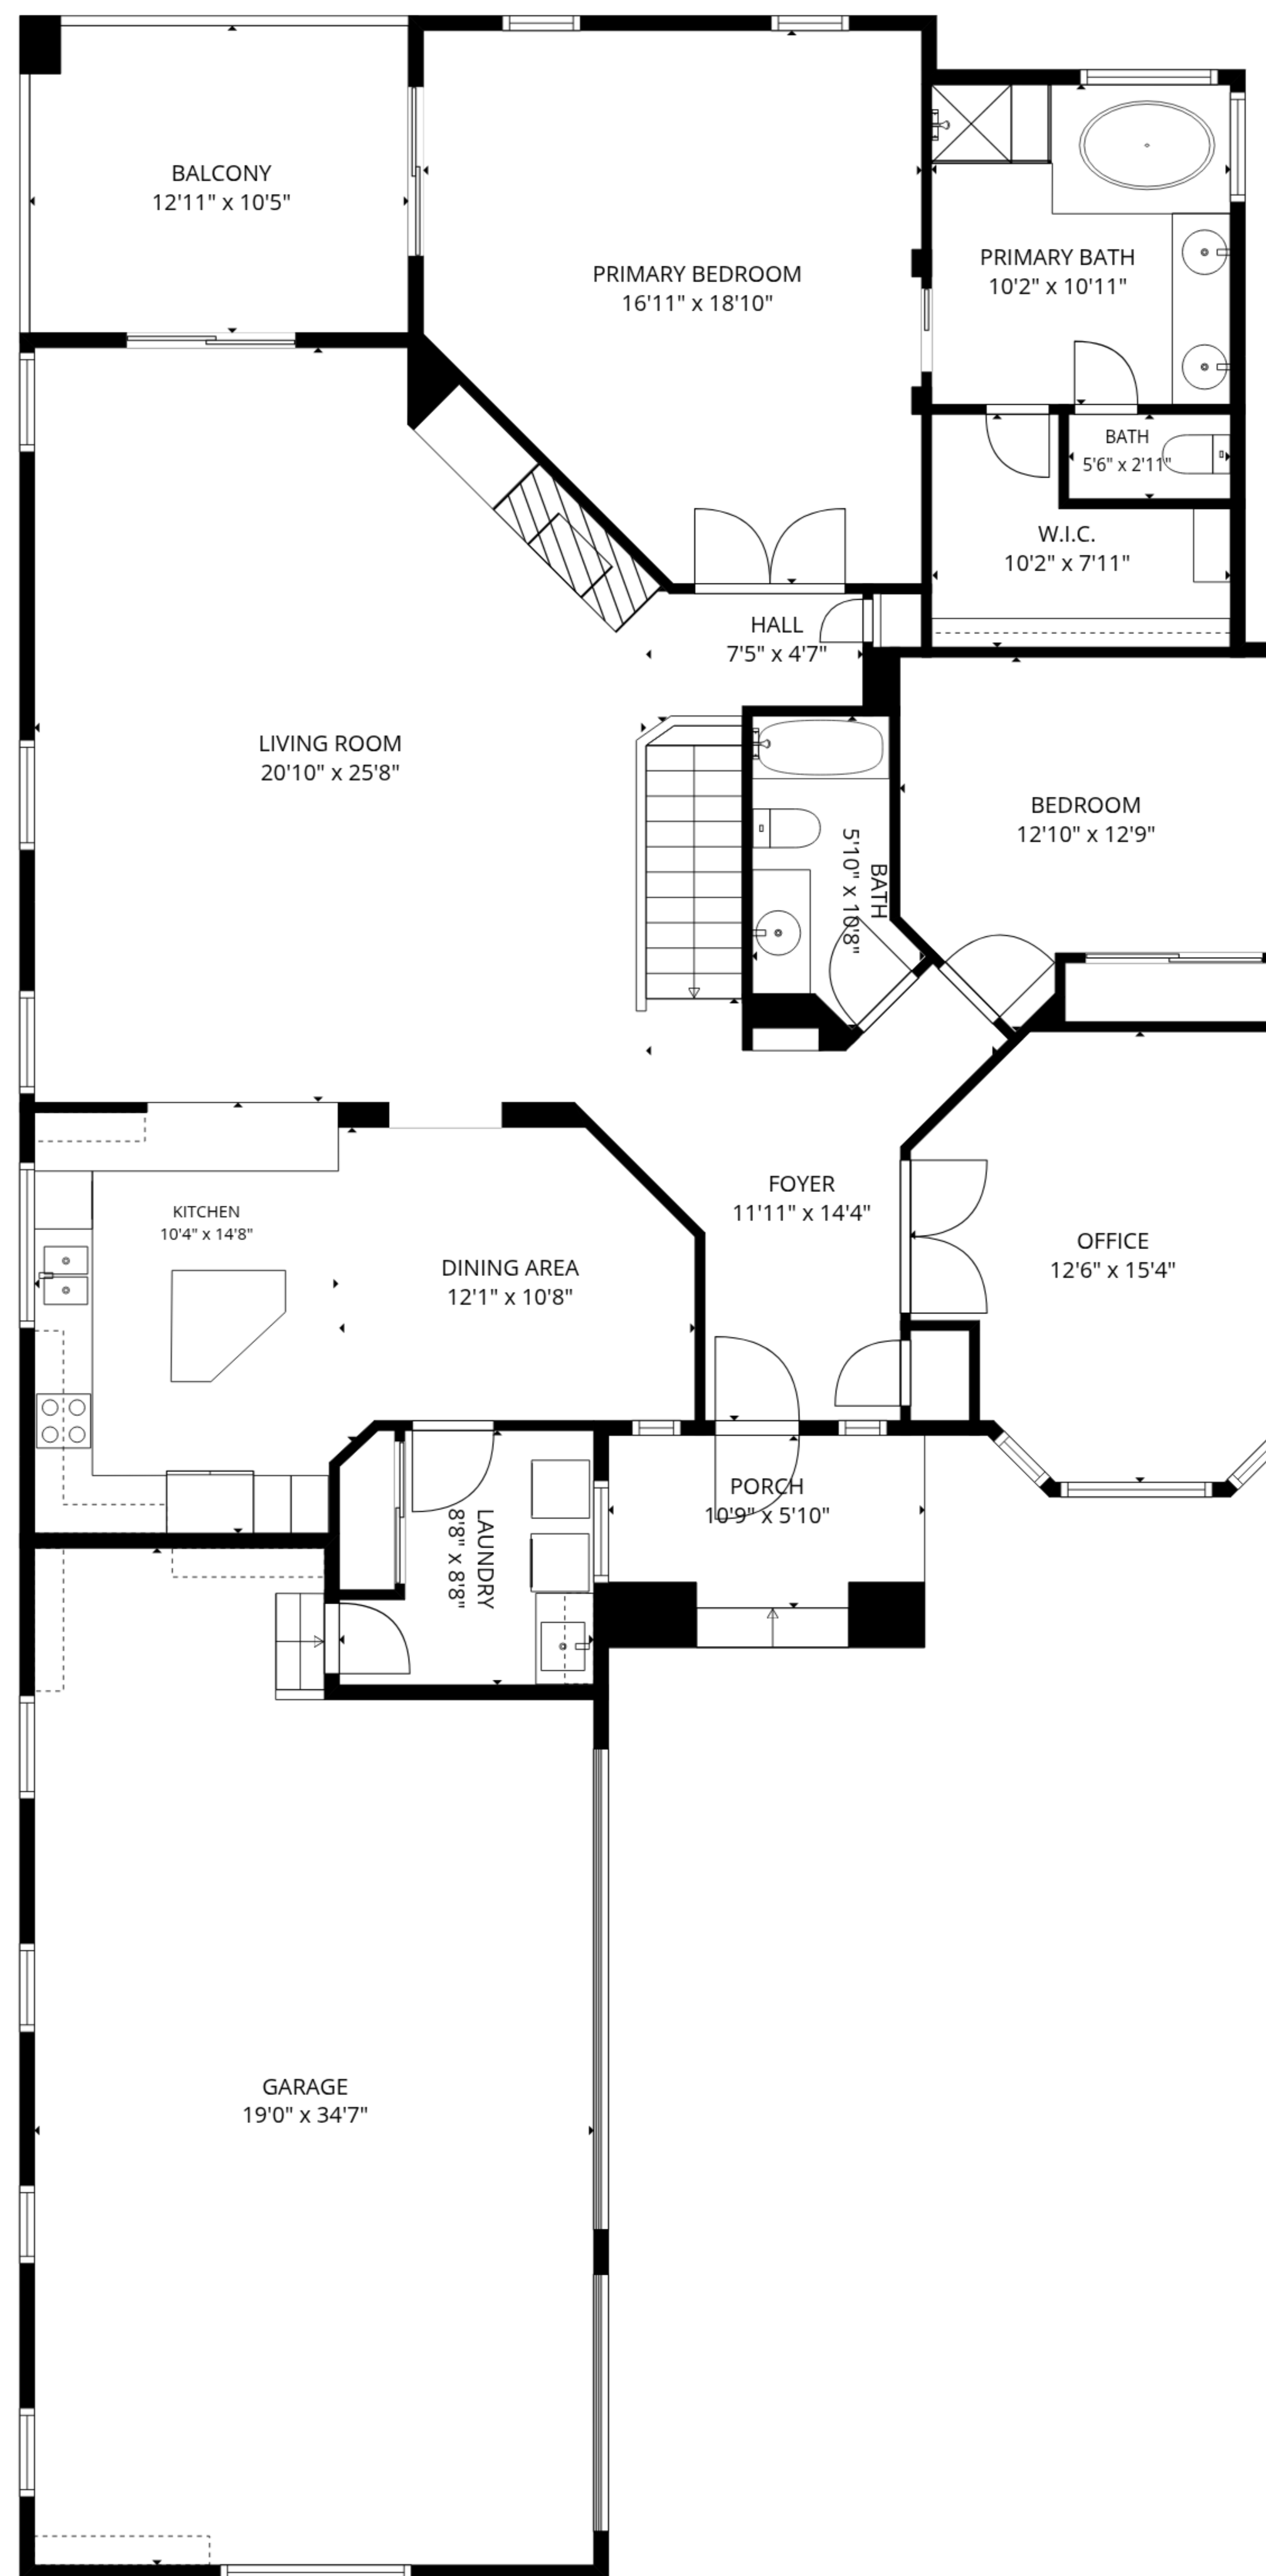 BALCONY
12'11" x 10'5"
PRIMARY BEDROOM
16'11" x 18'10"
PRIMARY BATH
10'2" x 10'11"
BATH
5'6" x 2'11"
W.I.C.
10'2" x 7'11"
HALL
7'5" x 4'7"
LIVING ROOM
20'10" x 25'8"
BEDROOM
12'10" x 12'9"
BATH
5'10" x 10'8"
KITCHEN
10'4" x 14'8"
DINING AREA
12'1" x 10'8"
FOYER
11'11" x 14'4"
OFFICE
12'6" x 15'4"
LAUNDRY
8'8" x 8'8"
PORCH
10'9" x 5'10"
GARAGE
19'0" x 34'7"